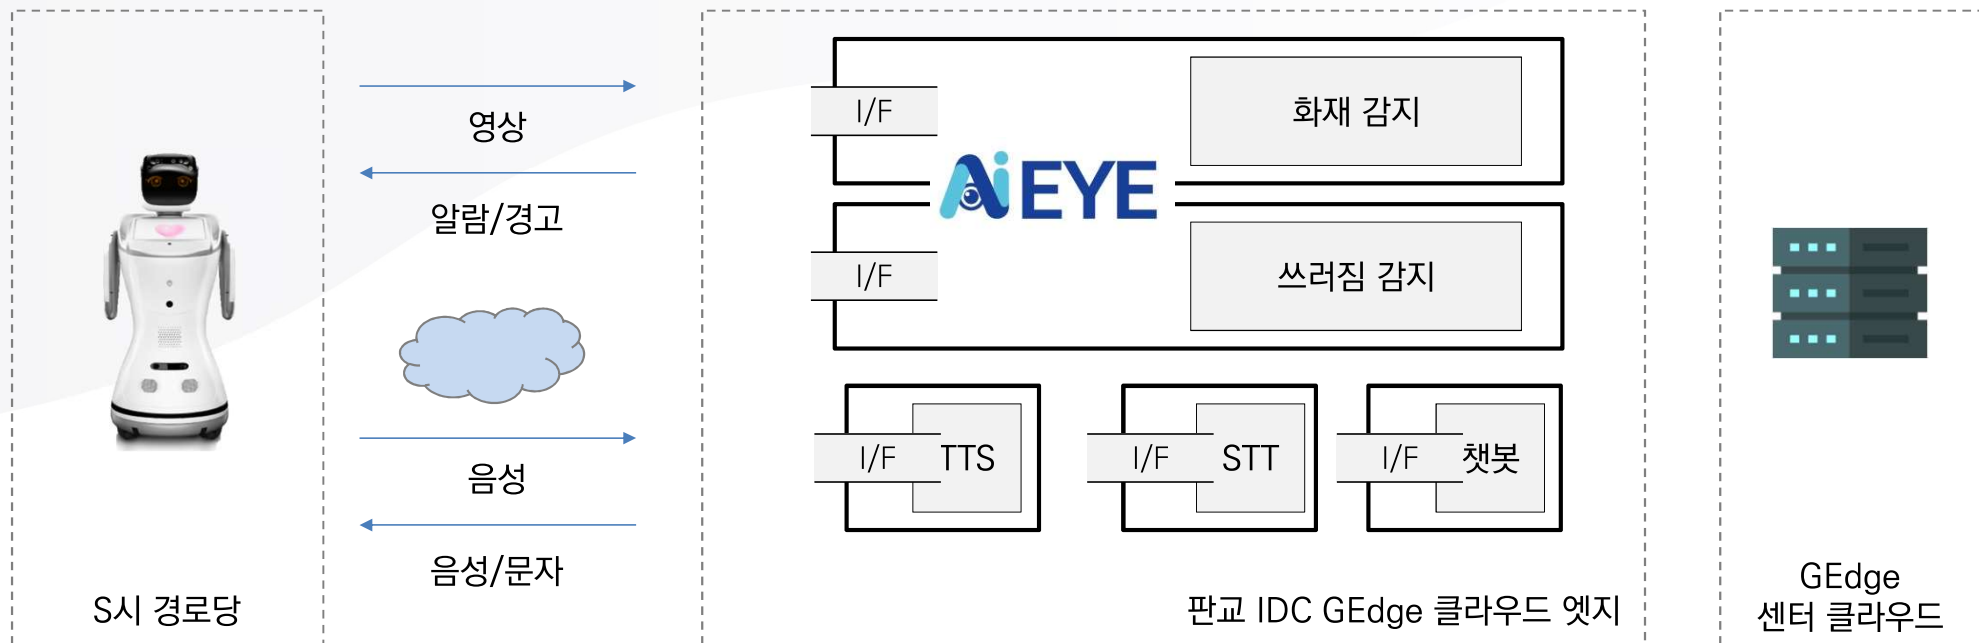 영상
알람/경고
음성
음성/문자
S시 경로당
I/F
화재 감지
Ai EYE
I/F
쓰러짐 감지
I/F
TTS
I/F
STT
I/F
챗봇
판교 IDC GEdge 클라우드 엣지
GEdge
센터 클라우드